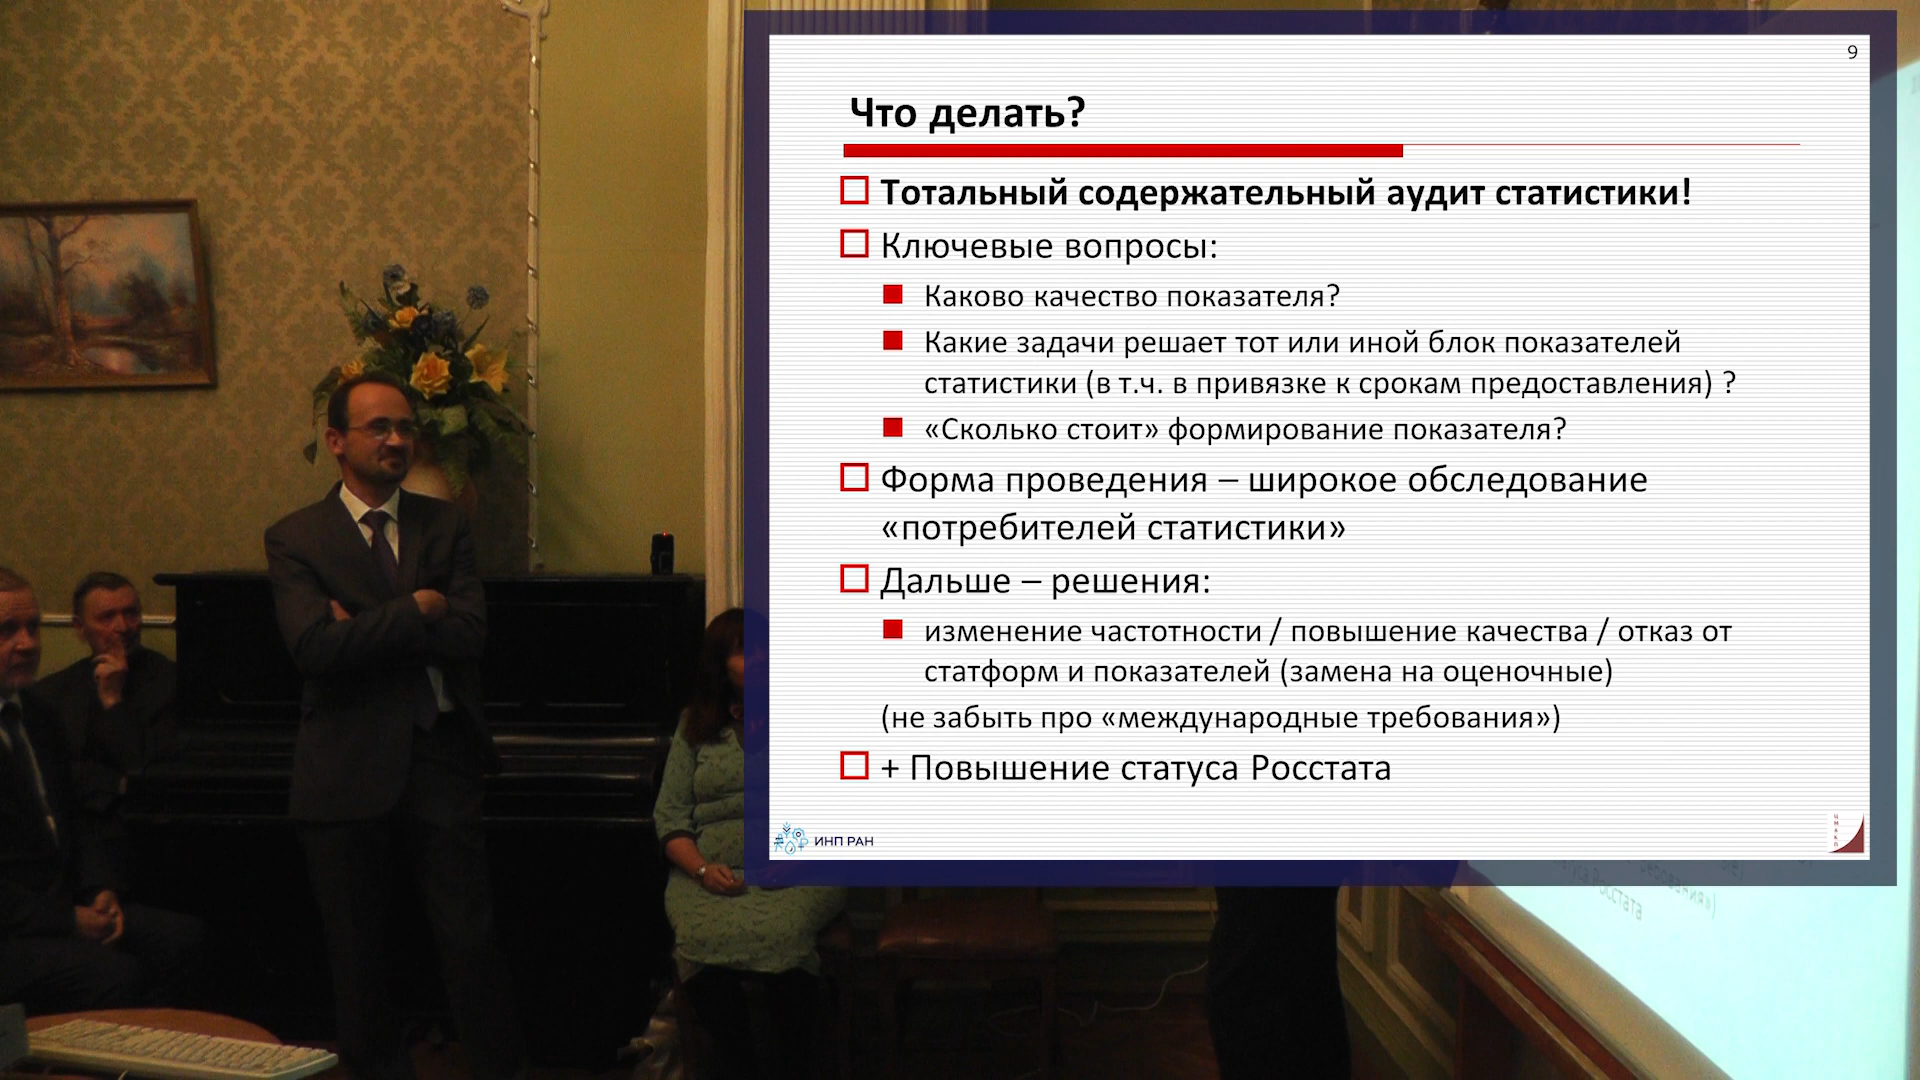 9
Что делать?
Тотальный содержательный аудит статистики!
Ключевые вопросы:
Каково качество показателя?
Какие задачи решает тот или иной блок показателей
статистики (в т.ч. в привязке к срокам предоставления) ?
«Сколько стоит» формирование показателя?
Форма проведения – широкое обследование
«потребителей статистики»
Дальше – решения:
изменение частотности / повышение качества / отказ от
статформ и показателей (замена на оценочные)
(не забыть про «международные требования»)
+ Повышение статуса Росстата
ИНП РАН
ЦМАКП
Росстата